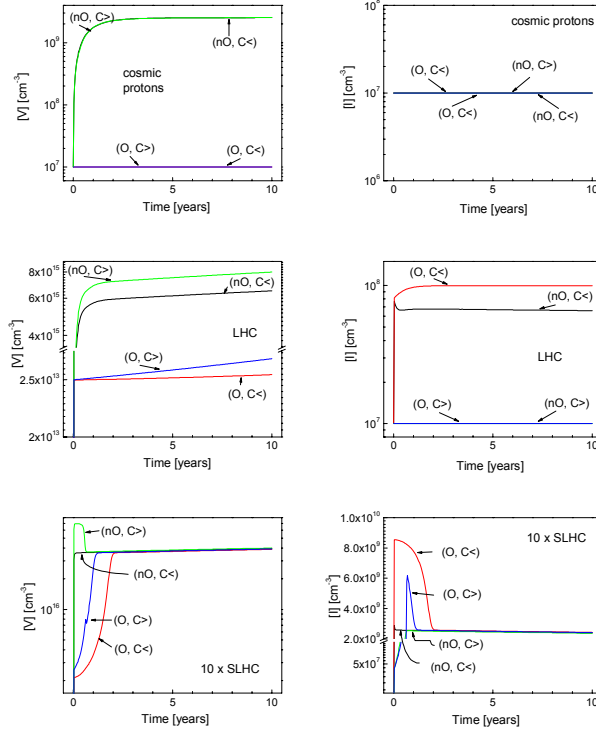 [V] [cm⁻³]
10⁹
10⁸
10⁷
(nO, C>)
(nO, C<)
cosmic
protons
(O, C>)
(O, C<)
0 5 10
Time [years]
[I] [cm⁻³]
10⁸
10⁷
10⁶
cosmic protons
(O, C<)
(nO, C>)
(O, C<)
(nO, C<)
0 5 10
Time [years]
[V] [cm⁻³]
8x10¹⁵
6x10¹⁵
4x10¹⁵
2.5x10¹³
2x10¹³
(nO, C>)
(nO, C<)
LHC
(O, C>)
(O, C<)
0 5 10
Time [years]
[I] [cm⁻³]
10⁸
10⁷
(O, C<)
(nO, C<)
LHC
(O, C>)
(nO, C>)
0 5 10
Time [years]
[V] [cm⁻³]
10¹⁶
(nO, C>)
(nO, C<)
(O, C>)
(O, C<)
10 x SLHC
0 5 10
Time [years]
[I] [cm⁻³]
1.0x10¹⁰
8.0x10⁹
6.0x10⁹
4.0x10⁹
2.0x10⁹
5x10⁷
10 x SLHC
(O, C<)
(O, C>)
(nO, C>)
(nO, C<)
0 5 10
Time [years]